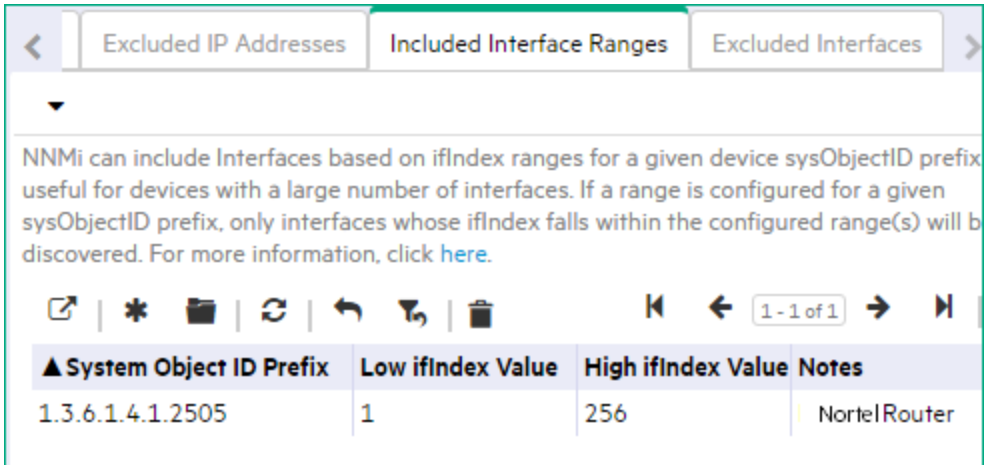 Excluded IP Addresses Included Interface Ranges Excluded Interfaces
NNMi can include Interfaces based on ifIndex ranges for a given device sysObjectID prefix
useful for devices with a large number of interfaces. If a range is configured for a given
sysObjectID prefix, only interfaces whose ifIndex falls within the configured range(s) will b
discovered. For more information, click here.
1 - 1 of 1
▲System Object ID Prefix Low ifIndex Value High ifIndex Value Notes
1.3.6.1.4.1.2505 1 256 Nortel Router